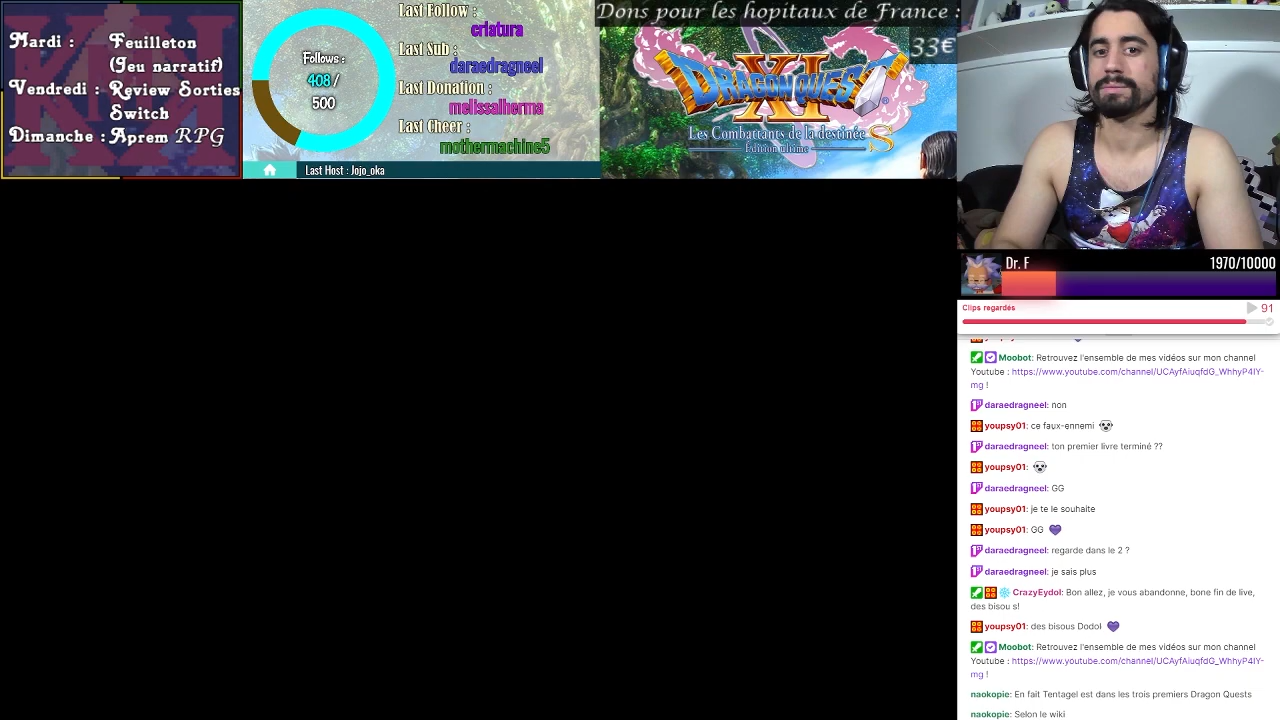 Mardi : Feuilleton
(Jeu narratif)
Vendredi : Review Sorties
Switch
Dimanche : Aprem RPG
Follows :
408 /
500
Last Follow :
cr1atura
Last Sub :
daraedragneel
Last Donation :
melissalherma
Last Cheer :
mothermachine5
Last Host : Jojo_oka
Dons pour les hopitaux de France :
33€
DRAGON QUEST
XI
S
Les Combattants de la destinée
Édition ultime
Dr. F 1970/10000
Clips regardés 91
Moobot: Retrouvez l'ensemble de mes vidéos sur mon channel
Youtube : https://www.youtube.com/channel/UCAyfAiuqfdG_WhhyP4IY-
mg !
daraedragneel: non
youpsy01: ce faux-ennemi
daraedragneel: ton premier livre terminé ??
youpsy01:
daraedragneel: GG
youpsy01: je te le souhaite
youpsy01: GG
daraedragneel: regarde dans le 2 ?
daraedragneel: je sais plus
CrazyEydol: Bon allez, je vous abandonne, bone fin de live,
des bisou s!
youpsy01: des bisous Dodol
Moobot: Retrouvez l'ensemble de mes vidéos sur mon channel
Youtube : https://www.youtube.com/channel/UCAyfAiuqfdG_WhhyP4IY-
mg !
naokopie: En fait Tentagel est dans les trois premiers Dragon Quests
naokopie: Selon le wiki